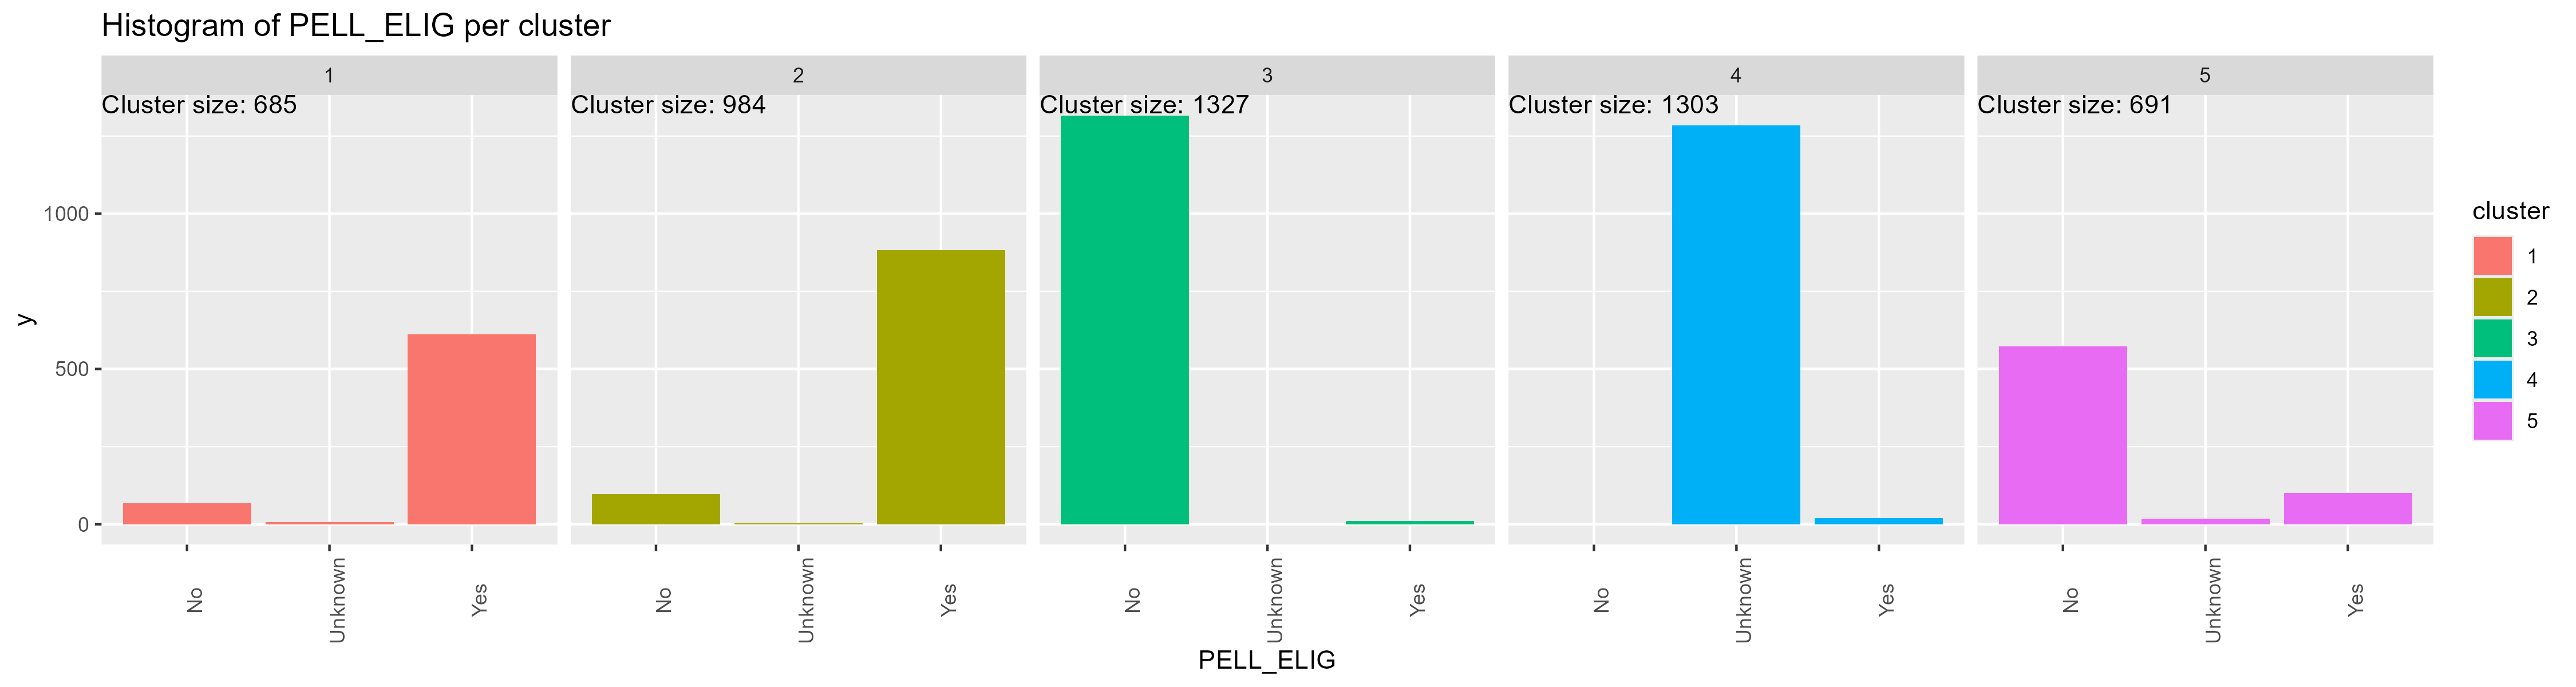 Histogram of PELL_ELIG per cluster
1
2
3
4
5
Cluster size: 685
Cluster size: 984
Cluster size: 1327
Cluster size: 1303
Cluster size: 691
1000
500
0
y
No
Unknown
Yes
No
Unknown
Yes
No
Unknown
Yes
No
Unknown
Yes
No
Unknown
Yes
PELL_ELIG
cluster
1
2
3
4
5